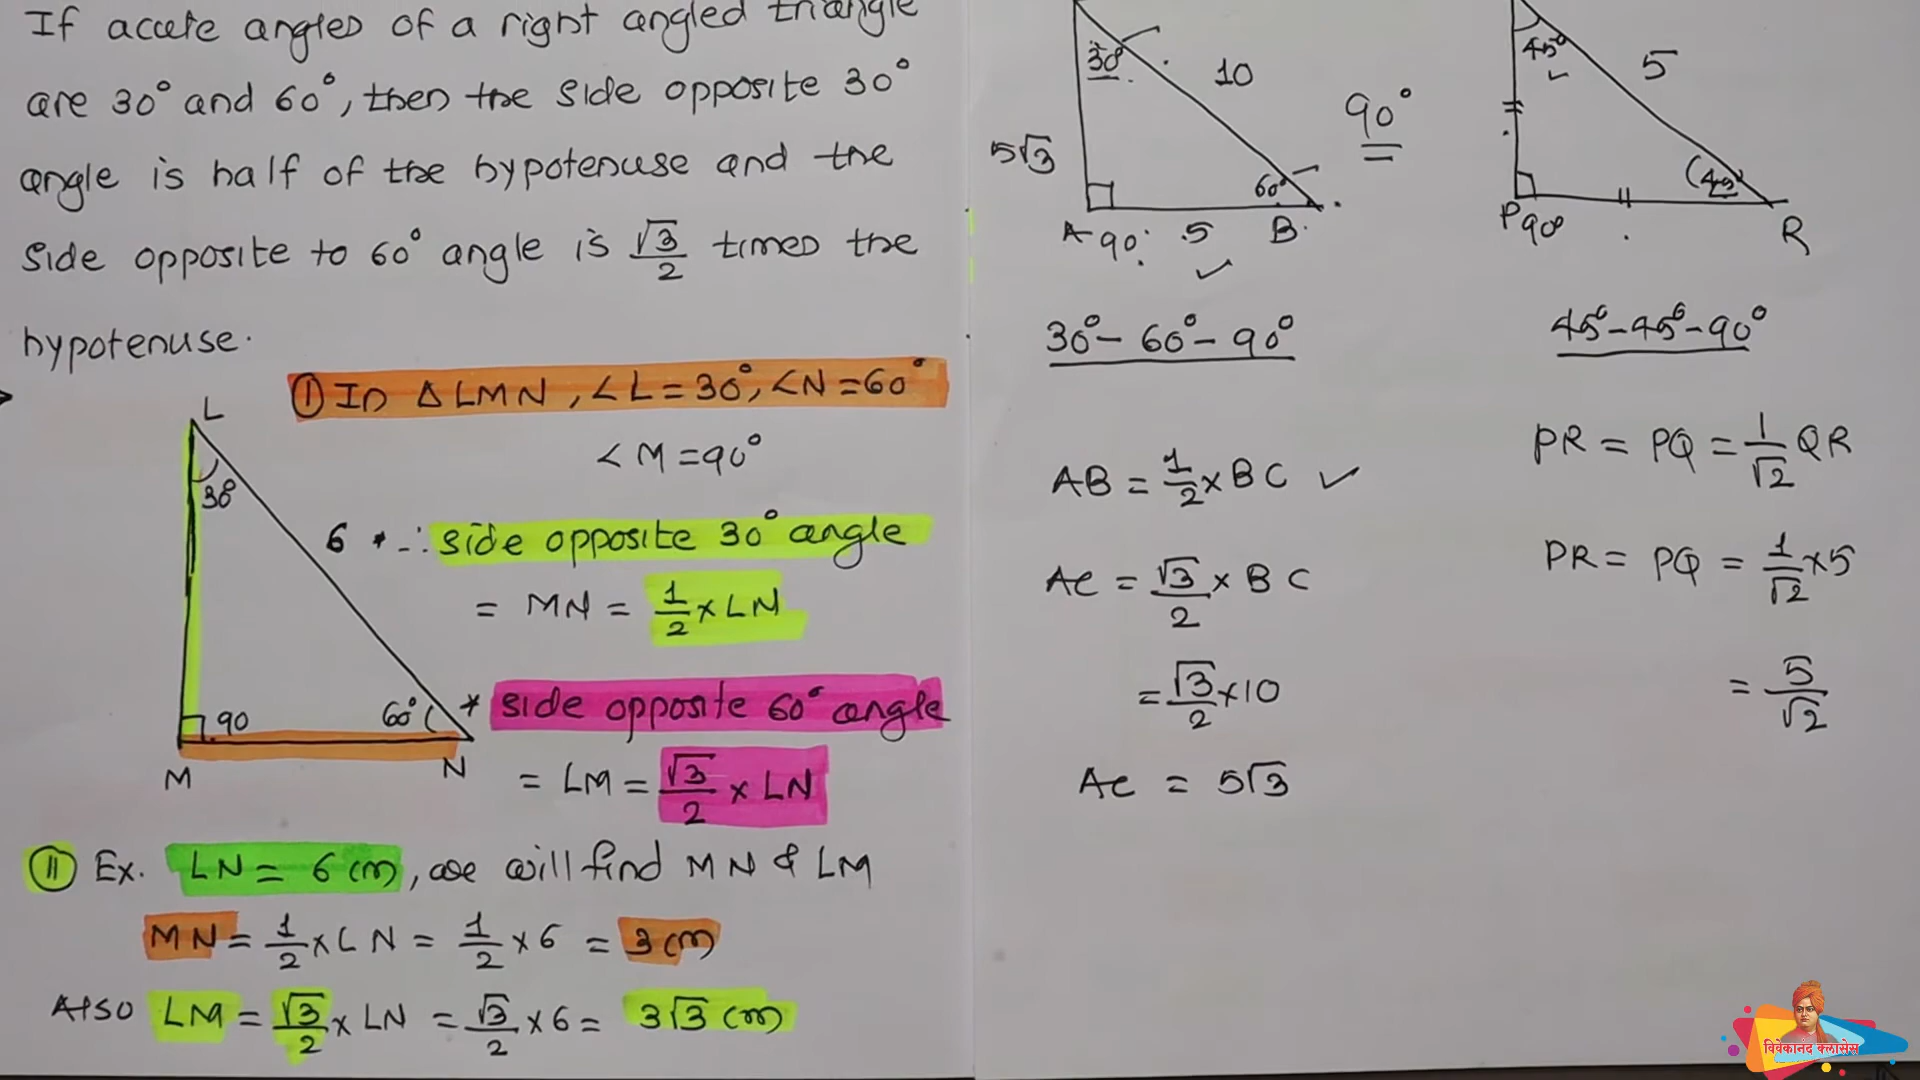 If acute angles of a right angled triangle
are 30° and 60°, then the side opposite 30°
angle is half of the hypotenuse and the
side opposite to 60° angle is √3/2 times the
hypotenuse.
① In △ LMN, ∠L = 30°, ∠N = 60°
∠M = 90°
L
30°
6
90
60°
M
N
* ∴ side opposite 30° angle
= MN = 1/2 × LN
* side opposite 60° angle
= LM = √3/2 × LN
Ⅱ Ex. LN = 6 cm, we will find MN & LM
MN = 1/2 × LN = 1/2 × 6 = 3 cm
Also LM = √3/2 × LN = √3/2 × 6 = 3√3 cm
30°
10
5√3
60°
A 90° 5 B
90°
30° - 60° - 90°
AB = 1/2 × BC ✓
AC = √3/2 × BC
= √3/2 × 10
AC = 5√3
45°
5
45°
P 90°
R
45° - 45° - 90°
PR = PQ = 1/√2 QR
PR = PQ = 1/√2 × 5
= 5/√2
विवेकानंद क्लासेस